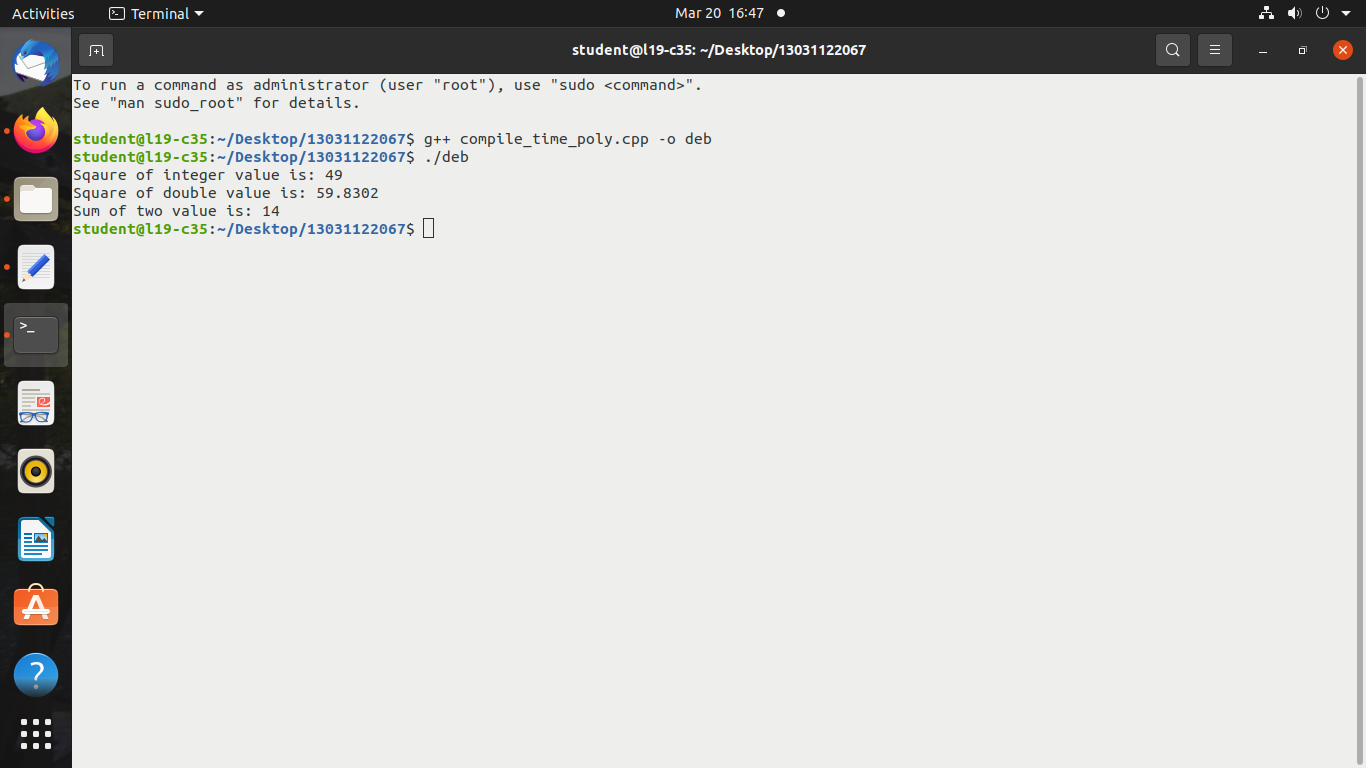 Activities
Terminal
Mar 20 16:47
student@l19-c35: ~/Desktop/13031122067
To run a command as administrator (user "root"), use "sudo <command>".
See "man sudo_root" for details.
student@l19-c35:~/Desktop/13031122067$ g++ compile_time_poly.cpp -o deb
student@l19-c35:~/Desktop/13031122067$ ./deb
Sqaure of integer value is: 49
Square of double value is: 59.8302
Sum of two value is: 14
student@l19-c35:~/Desktop/13031122067$